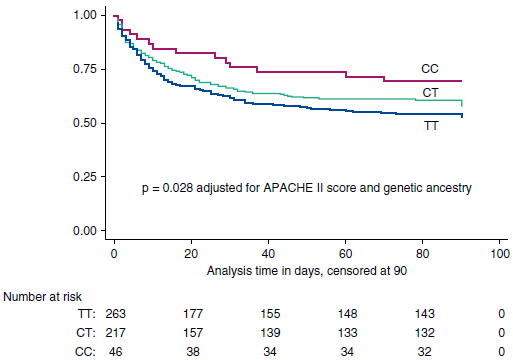 1.00
0.75
CC
CT
0.50
TT
0.25
p = 0.028 adjusted for APACHE II score and genetic ancestry
0.00
0 20 40 60 80 100
Analysis time in days, censored at 90
Number at risk
TT: 263 177 155 148 143 0
CT: 217 157 139 133 132 0
CC: 46 38 34 34 32 0